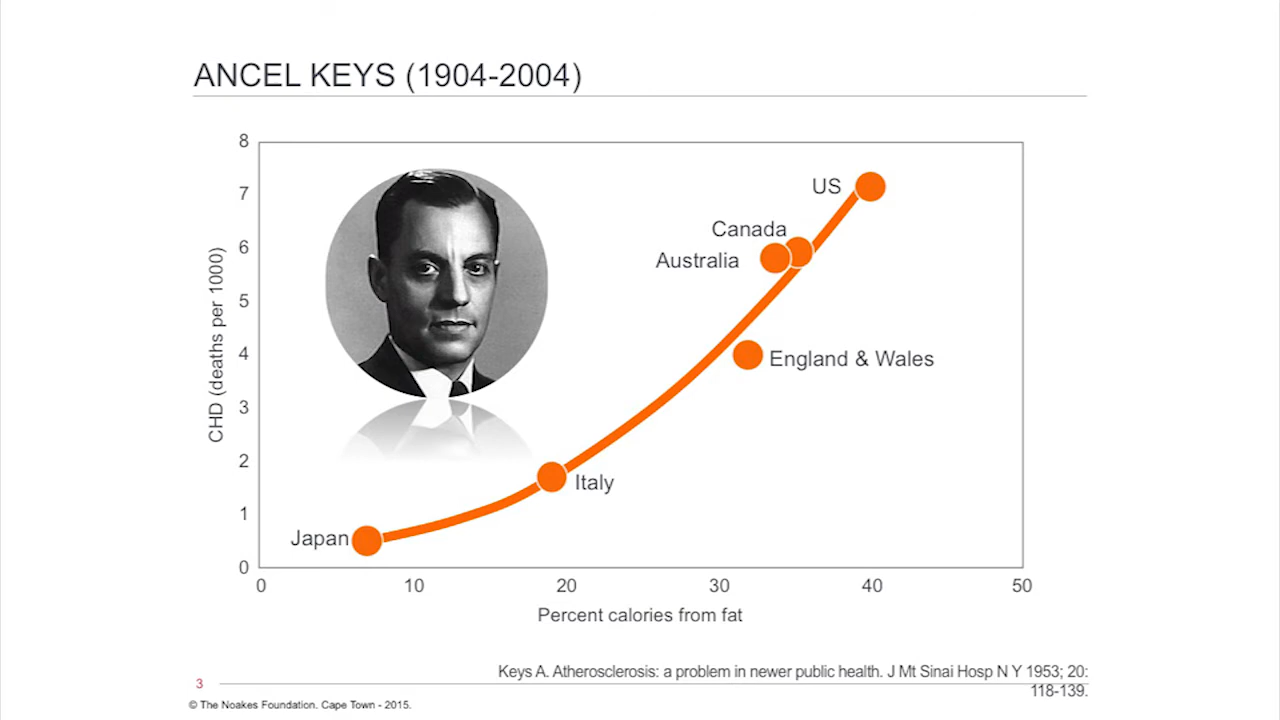 ANCEL KEYS (1904-2004)
8
7
6
5
4
3
2
1
0
CHD (deaths per 1000)
US
Canada
Australia
England & Wales
Italy
Japan
0 10 20 30 40 50
Percent calories from fat
Keys A. Atherosclerosis: a problem in newer public health. J Mt Sinai Hosp N Y 1953; 20:
118-139.
3
© The Noakes Foundation. Cape Town - 2015.